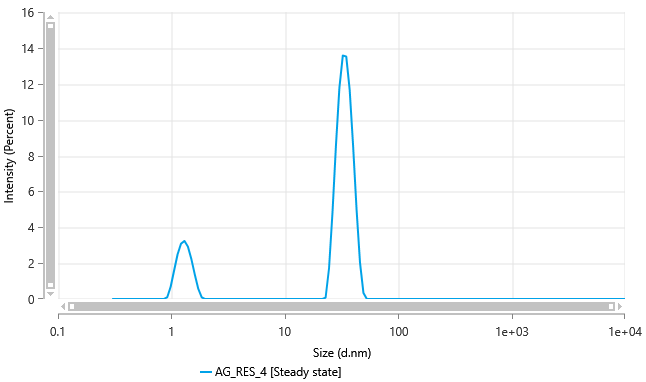 16
14
12
10
8
6
4
2
0
Intensity (Percent)
0.1 1 10 100 1e+03 1e+04
Size (d.nm)
AG_RES_4 [Steady state]